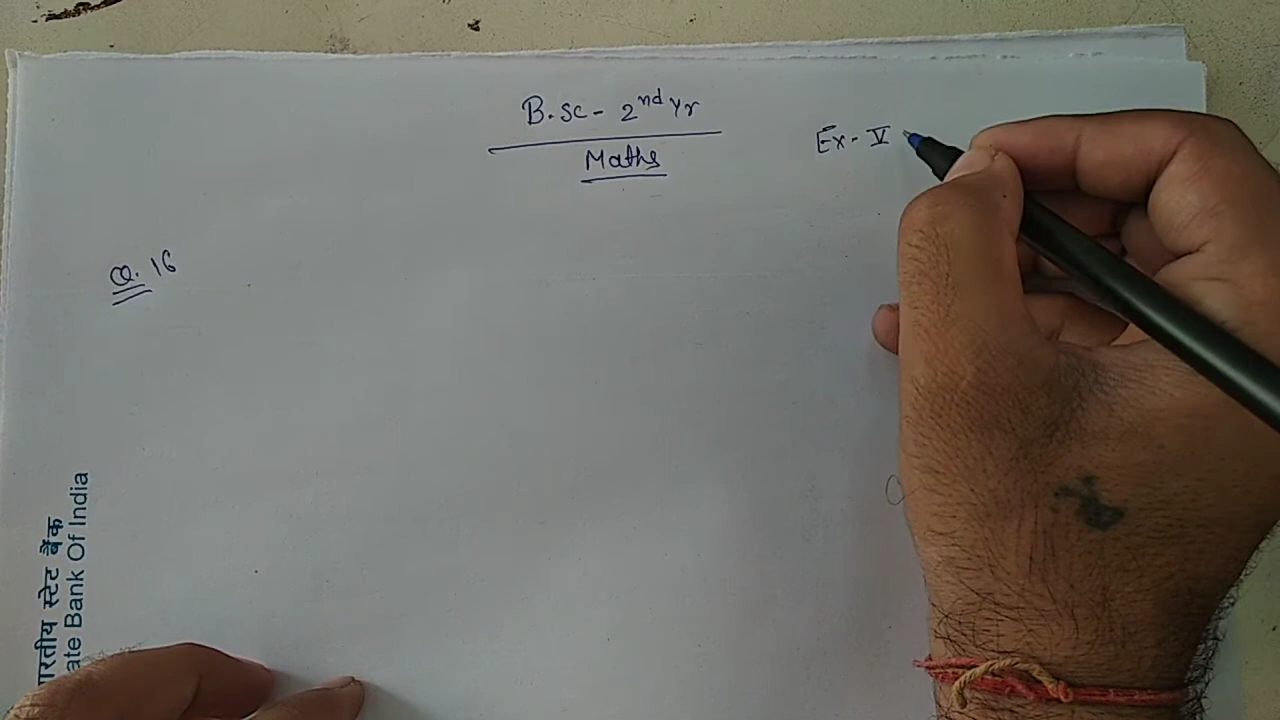 B.Sc - 2nd Yr
Maths
Ex - V
Q. 16
भारतीय स्टेट बैंक
ate Bank Of India